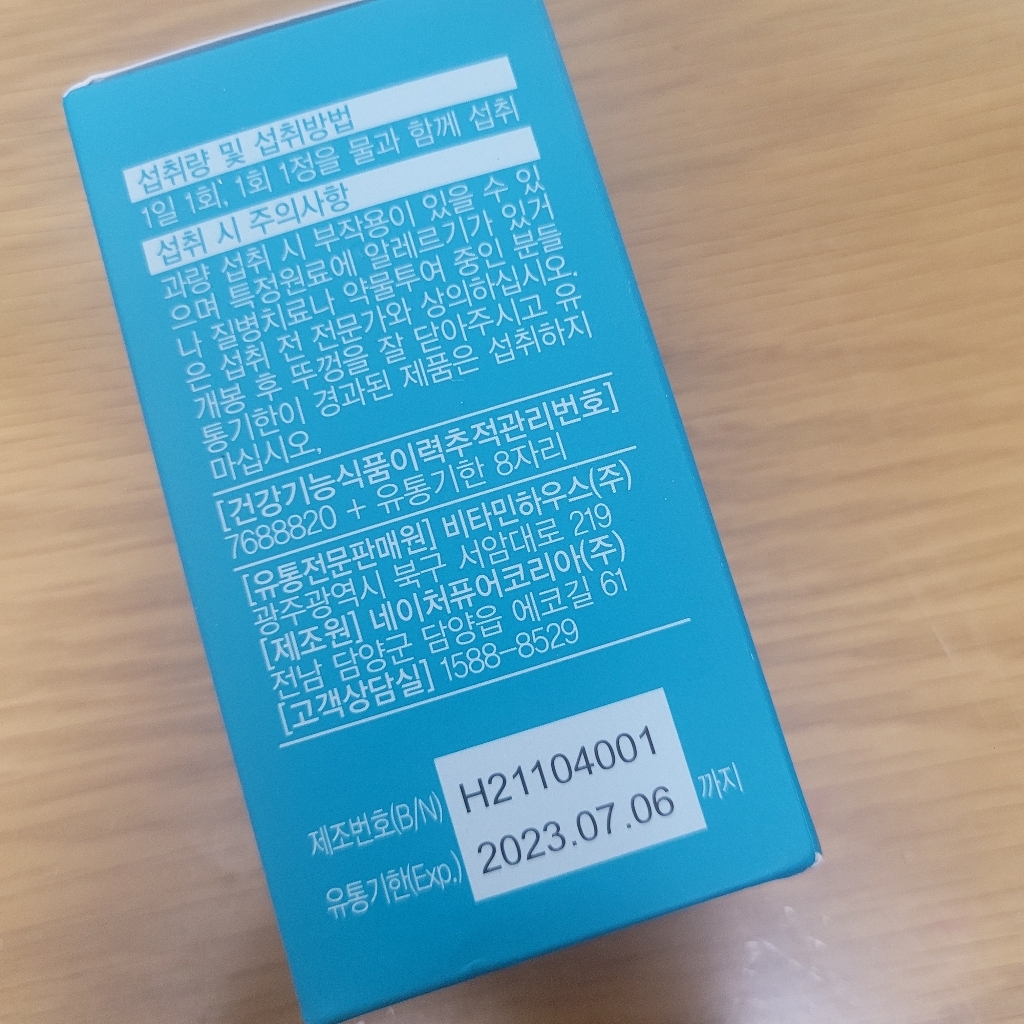 섭취량 및 섭취방법
1일 1회, 1회 1정을 물과 함께 섭취
섭취 시 주의사항
과량 섭취 시 부작용이 있을 수 있
으며 특정원료에 알레르기가 있거
나 질병치료나 약물투여 중인 분들
은 섭취 전 전문가와 상의하십시오.
개봉 후 뚜껑을 잘 닫아주시고 유
통기한이 경과된 제품은 섭취하지
마십시오.
[건강기능식품이력추적관리번호]
7688820 + 유통기한 8자리
[유통전문판매원] 비타민하우스(주)
광주광역시 북구 서암대로 219
[제조원] 네이처퓨어코리아(주)
전남 담양군 담양읍 에코길 61
[고객상담실] 1588-8529
제조번호(B/N) H21104001
유통기한(Exp.) 2023.07.06 까지